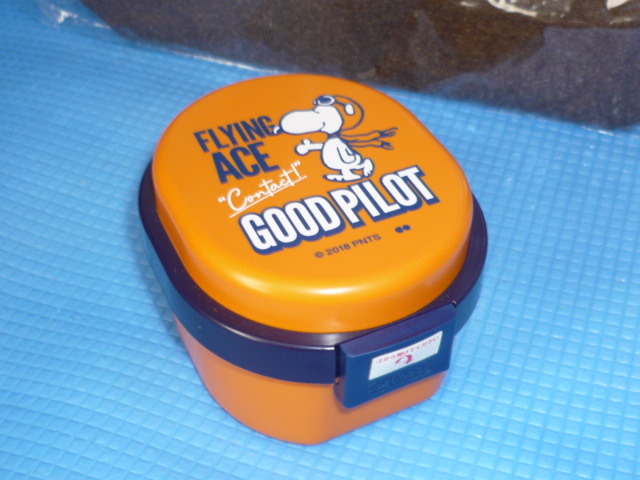 FLYING
ACE
"Contact!"
GOOD PILOT
© 2018 PNTS